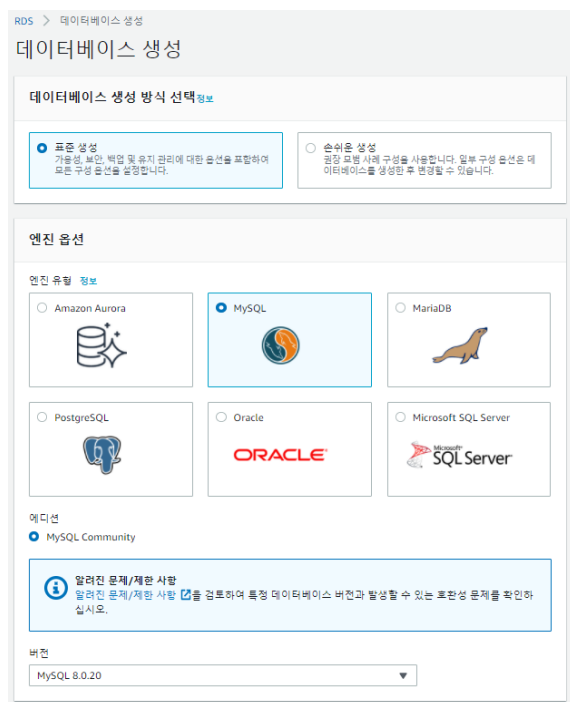 RDS > 데이터베이스 생성
데이터베이스 생성
데이터베이스 생성 방식 선택 정보
표준 생성
가용성, 보안, 백업 및 유지 관리에 대한 옵션을 포함하여
모든 구성 옵션을 설정합니다.
손쉬운 생성
권장 모범 사례 구성을 사용합니다. 일부 구성 옵션은 데
이터베이스를 생성한 후 변경할 수 있습니다.
엔진 옵션
엔진 유형 정보
Amazon Aurora
MySQL
MariaDB
PostgreSQL
Oracle
ORACLE
Microsoft SQL Server
Microsoft
SQL Server
에디션
MySQL Community
알려진 문제/제한 사항
알려진 문제/제한 사항 을 검토하여 특정 데이터베이스 버전과 발생할 수 있는 호환성 문제를 확인하
십시오.
버전
MySQL 8.0.20